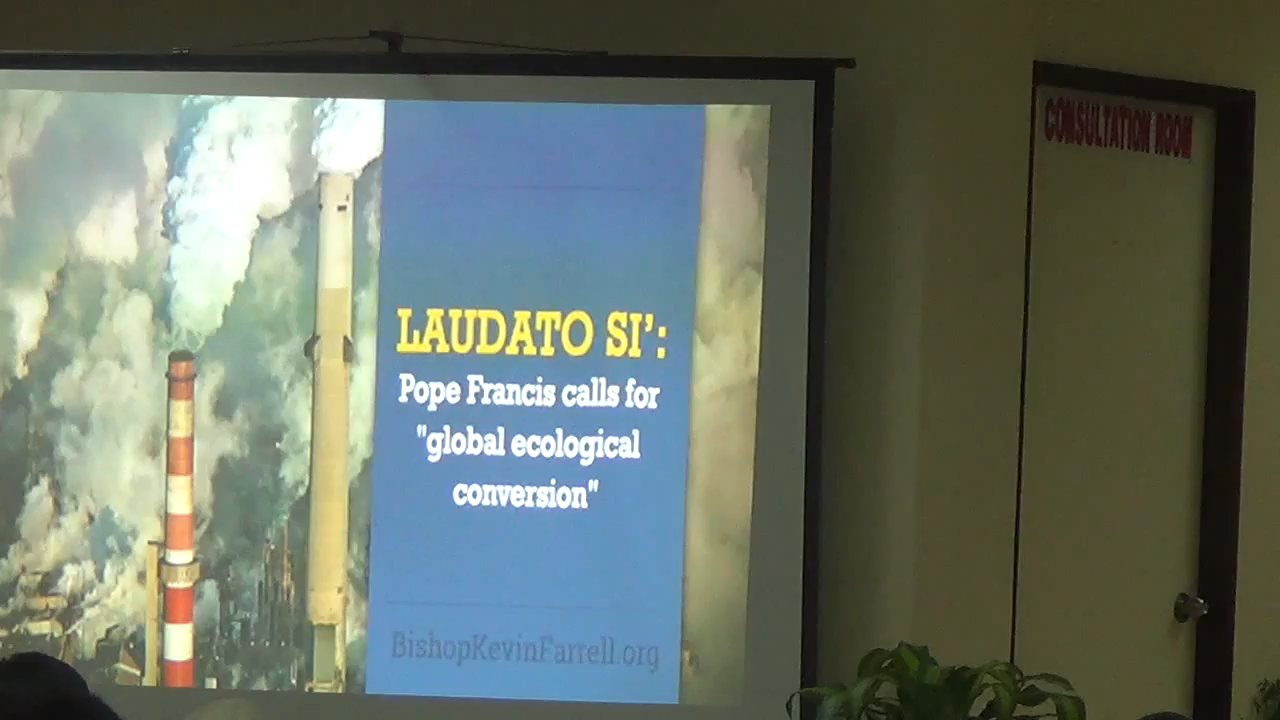 LAUDATO SI':
Pope Francis calls for
"global ecological
conversion"
BishopKevinFarrell.org
CONSULTATION ROOM